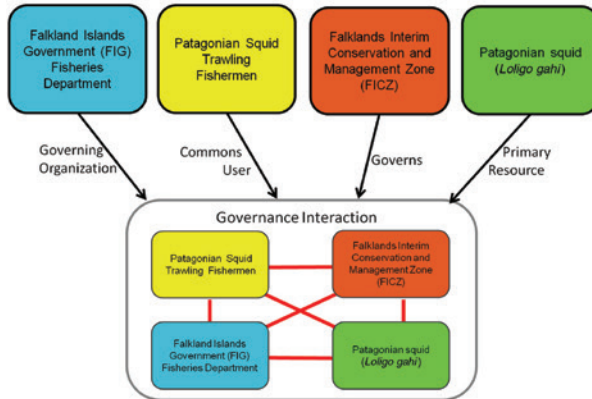 Falkland Islands
Government (FIG)
Fisheries
Department
Patagonian Squid
Trawling
Fishermen
Falklands Interim
Conservation and
Management Zone
(FICZ)
Patagonian squid
(Loligo gahi)
Governing
Organization
Commons
User
Governs
Primary
Resource
Governance Interaction
Patagonian Squid
Trawling Fishermen
Falklands Interim
Conservation and
Management Zone
(FICZ)
Falkland Islands
Government (FIG)
Fisheries Department
Patagonian squid
(Loligo gahi)